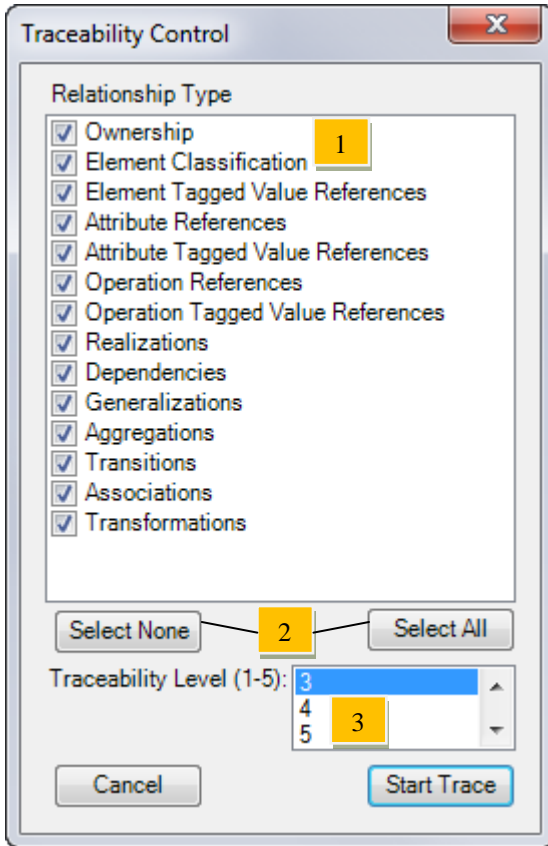 Traceability Control
X
Relationship Type
Ownership
1
Element Classification
Element Tagged Value References
Attribute References
Attribute Tagged Value References
Operation References
Operation Tagged Value References
Realizations
Dependencies
Generalizations
Aggregations
Transitions
Associations
Transformations
Select None
2
Select All
Traceability Level (1-5):
3
4
5
3
Cancel
Start Trace